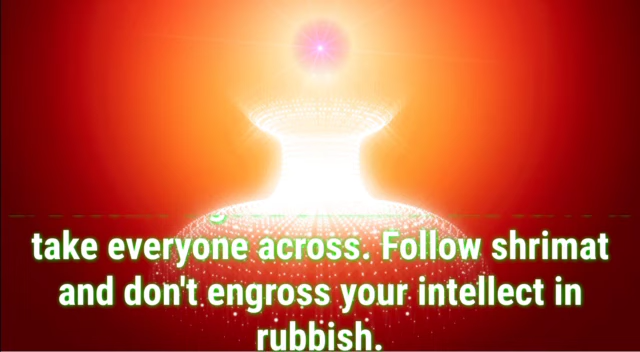 take everyone across. Follow shrimat
and don't engross your intellect in
rubbish.